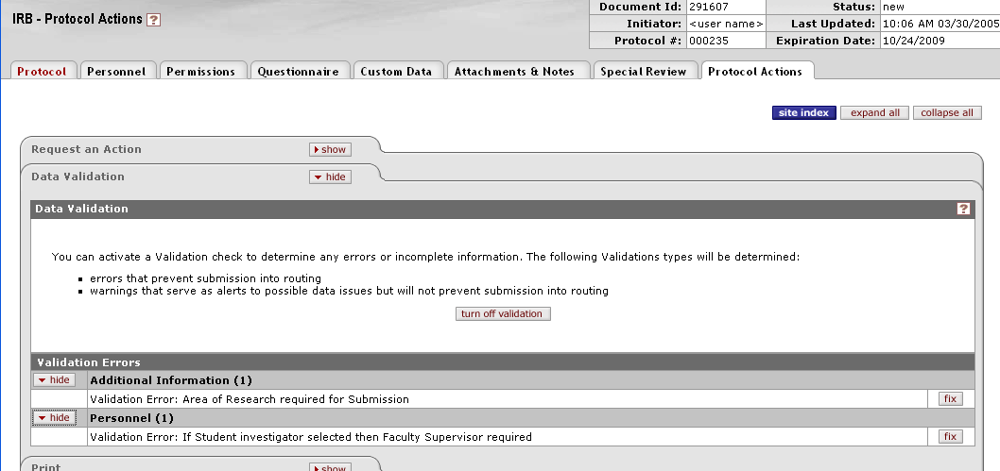 IRB - Protocol Actions ?
Document Id: 291607 Status: new
Initiator: <user name> Last Updated: 10:06 AM 03/30/2005
Protocol #: 000235 Expiration Date: 10/24/2009
Protocol Personnel Permissions Questionnaire Custom Data Attachments & Notes Special Review Protocol Actions
site index expand all collapse all
Request an Action show
Data Validation hide
Data Validation ?
You can activate a Validation check to determine any errors or incomplete information. The following Validations types will be determined:
errors that prevent submission into routing
warnings that serve as alerts to possible data issues but will not prevent submission into routing
turn off validation
Validation Errors
hide Additional Information (1)
Validation Error: Area of Research required for Submission fix
hide Personnel (1)
Validation Error: If Student investigator selected then Faculty Supervisor required fix
Print show